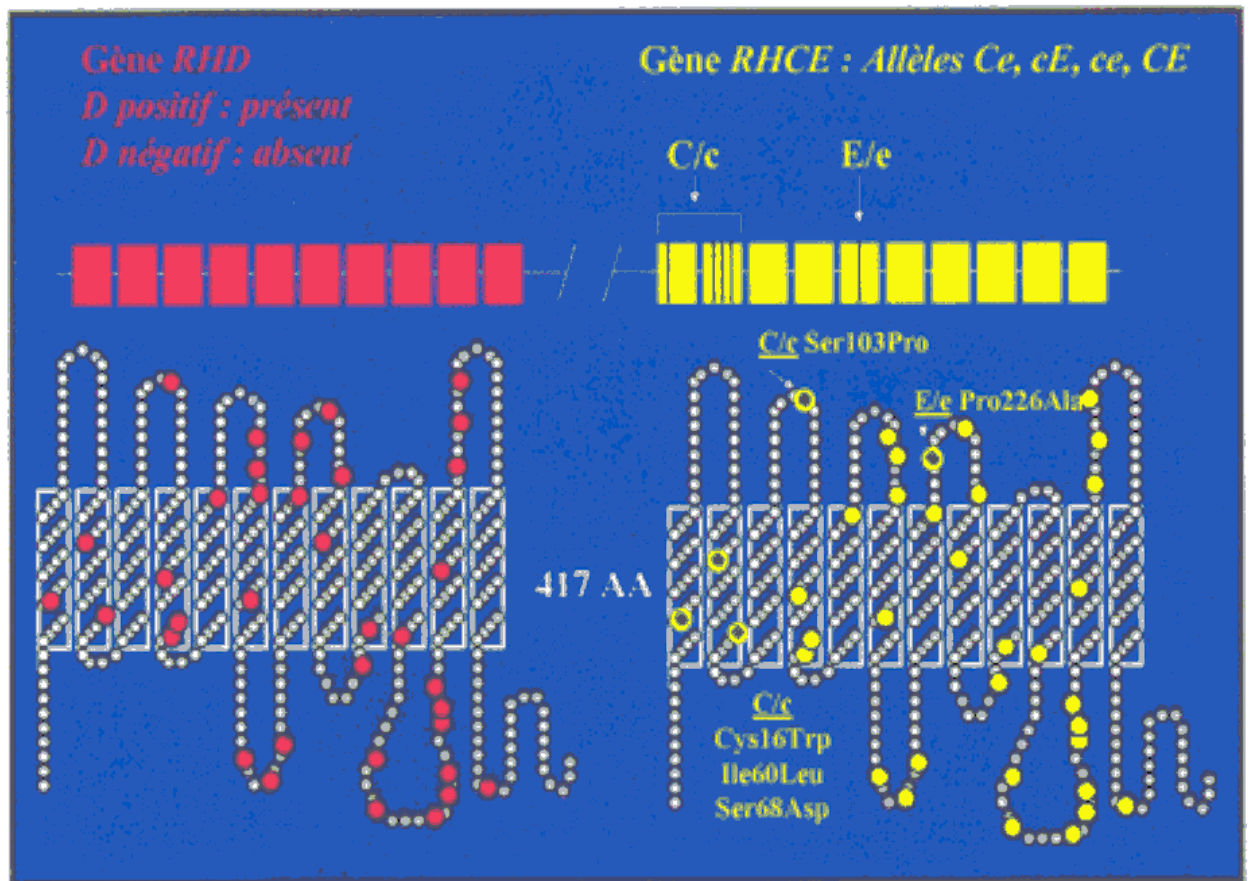 Gène RHD
D positif : présent
D négatif : absent
Gène RHCE : Allèles Ce, cE, ce, CE
C/c
E/e
C/c Ser103Pro
E/e Pro226Ala
417 AA
C/c
Cys16Trp
Ile60Leu
Ser68Asp